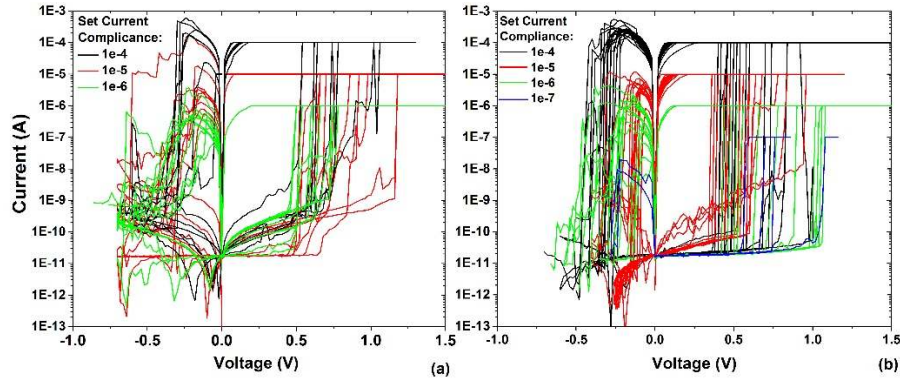 Set Current
Complicance:
1e-4
1e-5
1e-6
1E-3
1E-4
1E-5
1E-6
1E-7
1E-8
1E-9
1E-10
1E-11
1E-12
1E-13
Current (A)
-1.0 -0.5 0.0 0.5 1.0 1.5
Voltage (V)
(a)
Set Current
Compliance:
1e-4
1e-5
1e-6
1e-7
1E-3
1E-4
1E-5
1E-6
1E-7
1E-8
1E-9
1E-10
1E-11
1E-12
1E-13
-1.0 -0.5 0.0 0.5 1.0 1.5
Voltage (V)
(b)